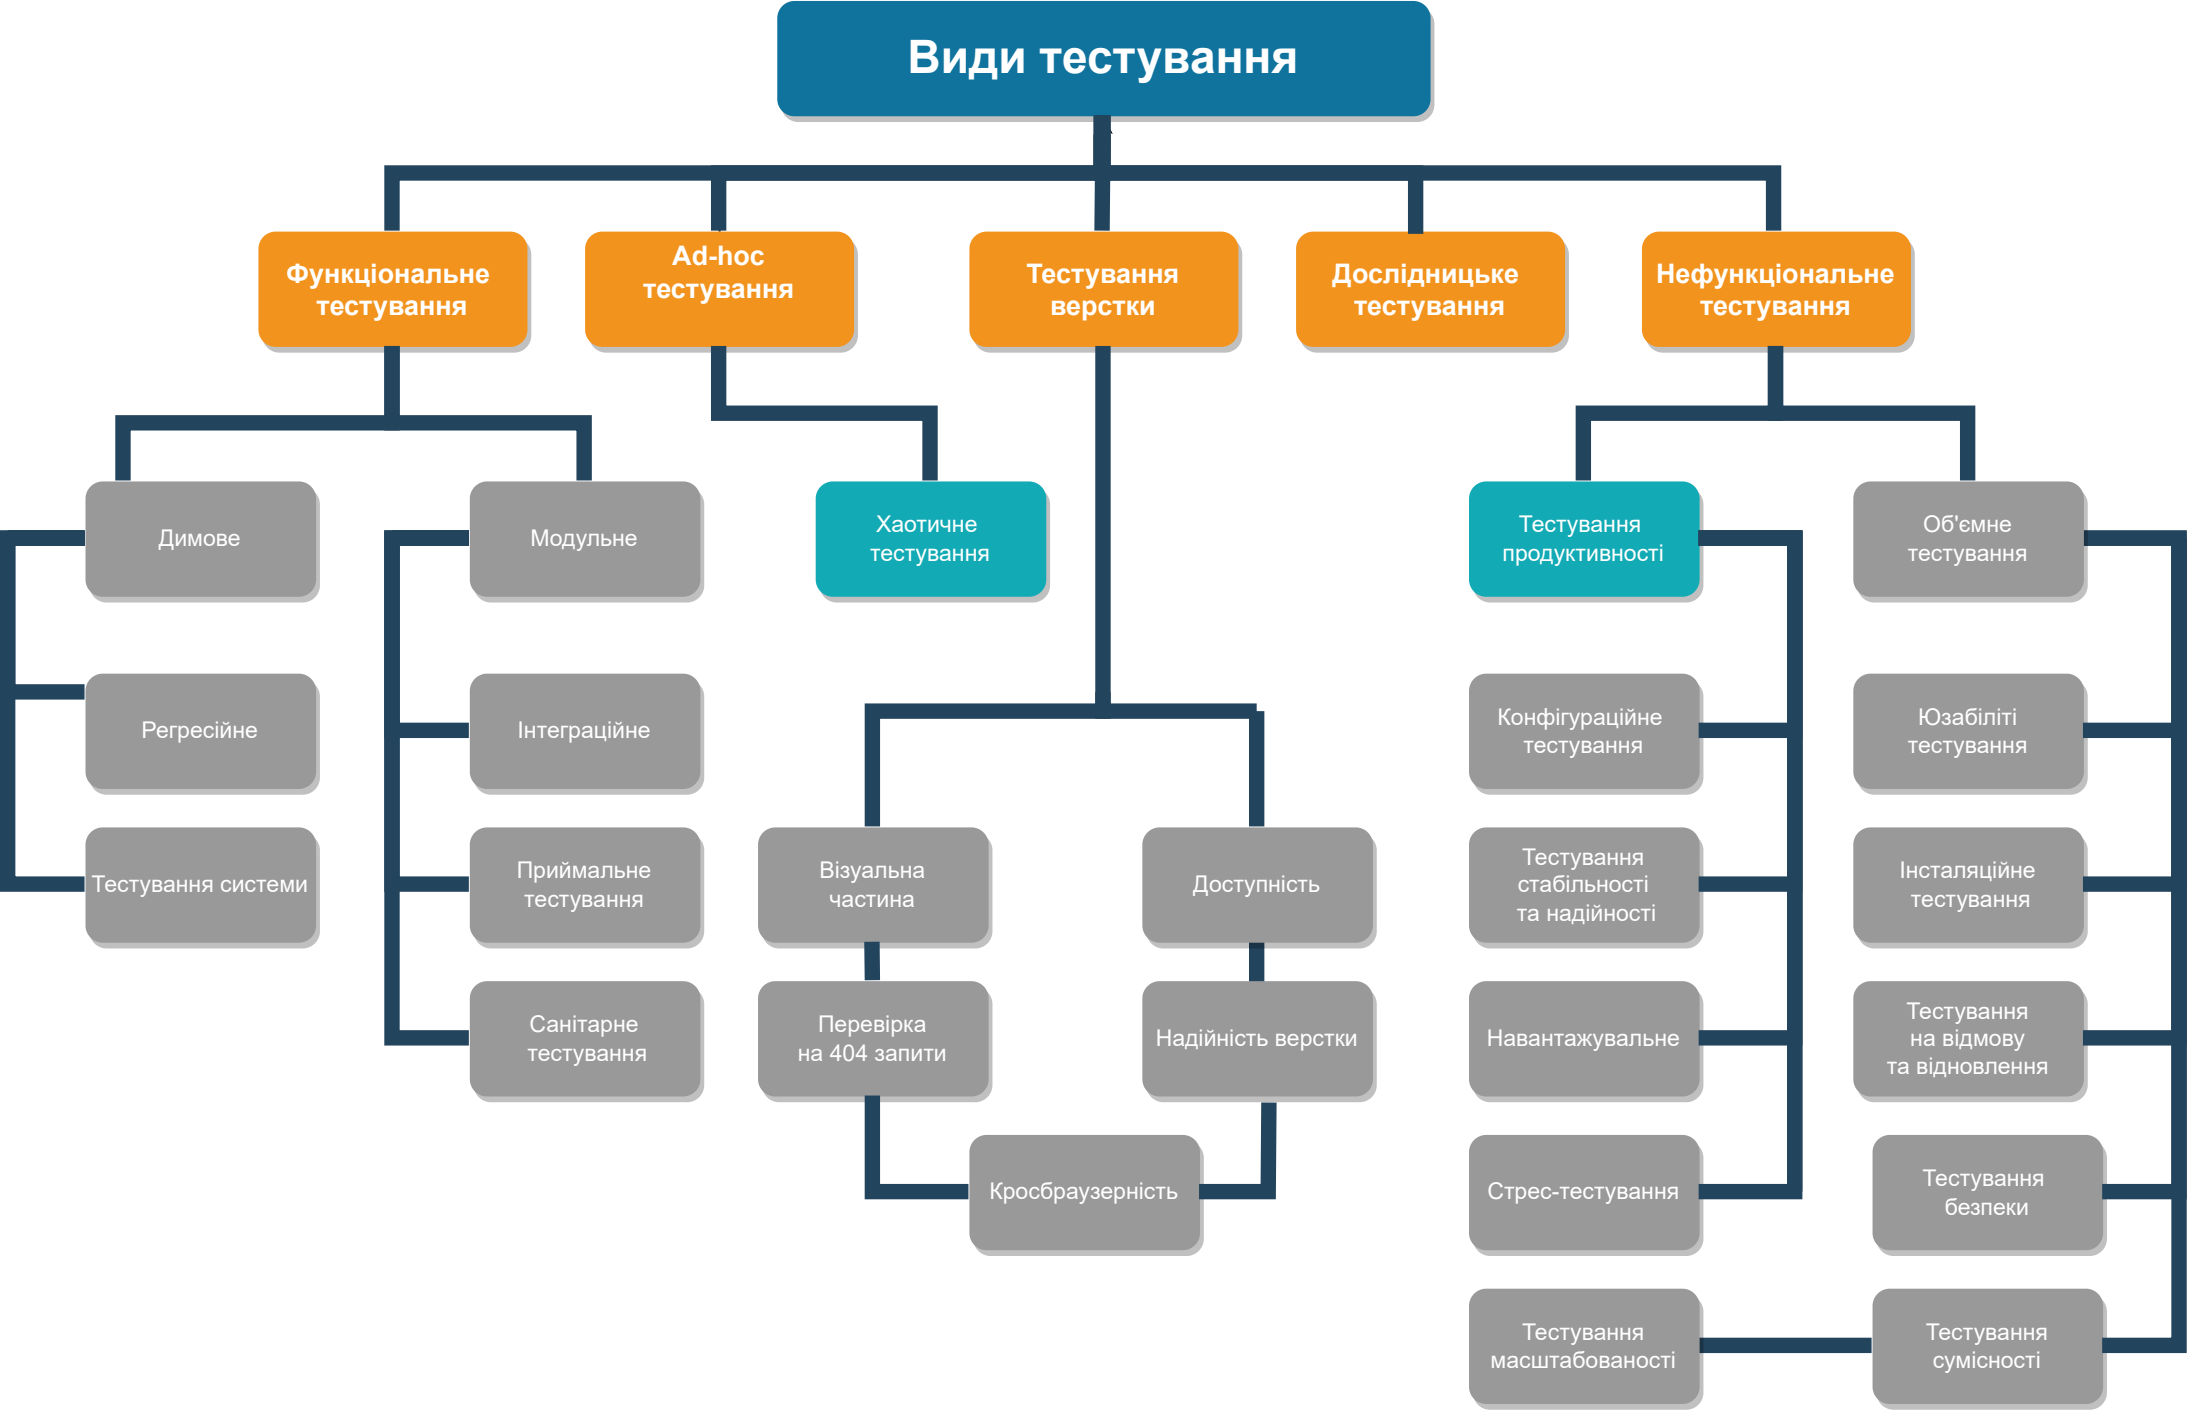 Види тестування
Функціональне
тестування
Ad-hoc
тестування
Тестування
верстки
Дослідницьке
тестування
Нефункціональне
тестування
Димове
Модульне
Хаотичне
тестування
Тестування
продуктивності
Об'ємне
тестування
Регресійне
Інтеграційне
Конфігураційне
тестування
Юзабіліті
тестування
Тестування системи
Приймальне
тестування
Візуальна
частина
Доступність
Тестування
стабільності
та надійності
Інсталяційне
тестування
Санітарне
тестування
Перевірка
на 404 запити
Надійність верстки
Навантажувальне
Тестування
на відмову
та відновлення
Кросбраузерність
Стрес-тестування
Тестування
безпеки
Тестування
масштабованості
Тестування
сумісності